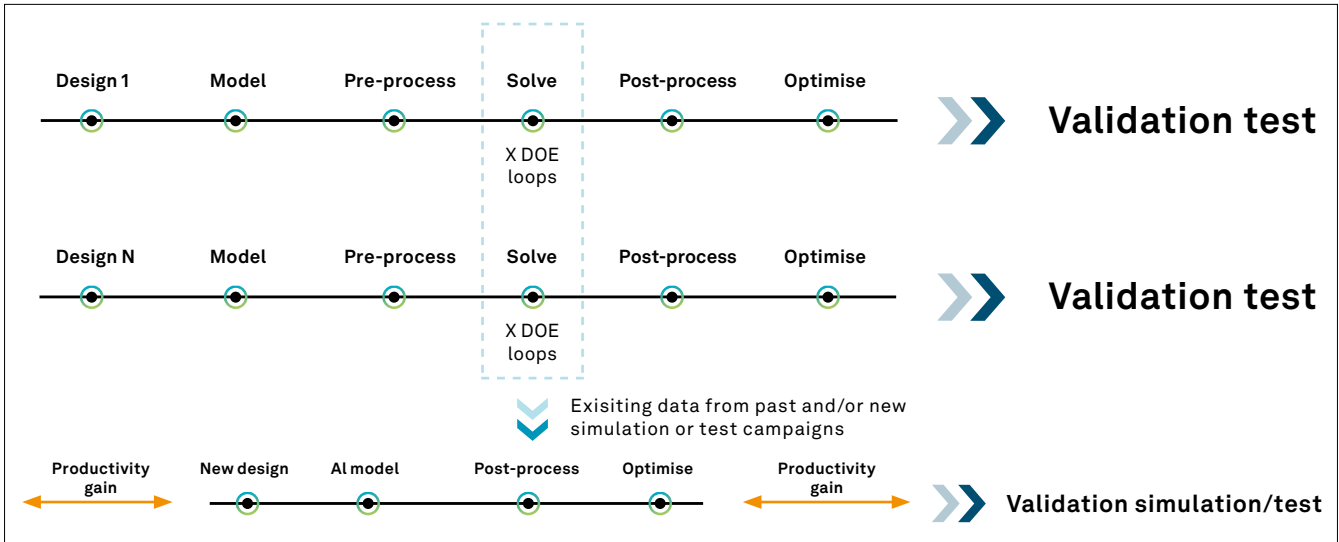 Design 1 Model Pre-process Solve Post-process Optimise
X DOE
loops
Validation test
Design N Model Pre-process Solve Post-process Optimise
X DOE
loops
Validation test
Exisiting data from past and/or new
simulation or test campaigns
Productivity
gain
New design AI model Post-process Optimise
Productivity
gain
Validation simulation/test